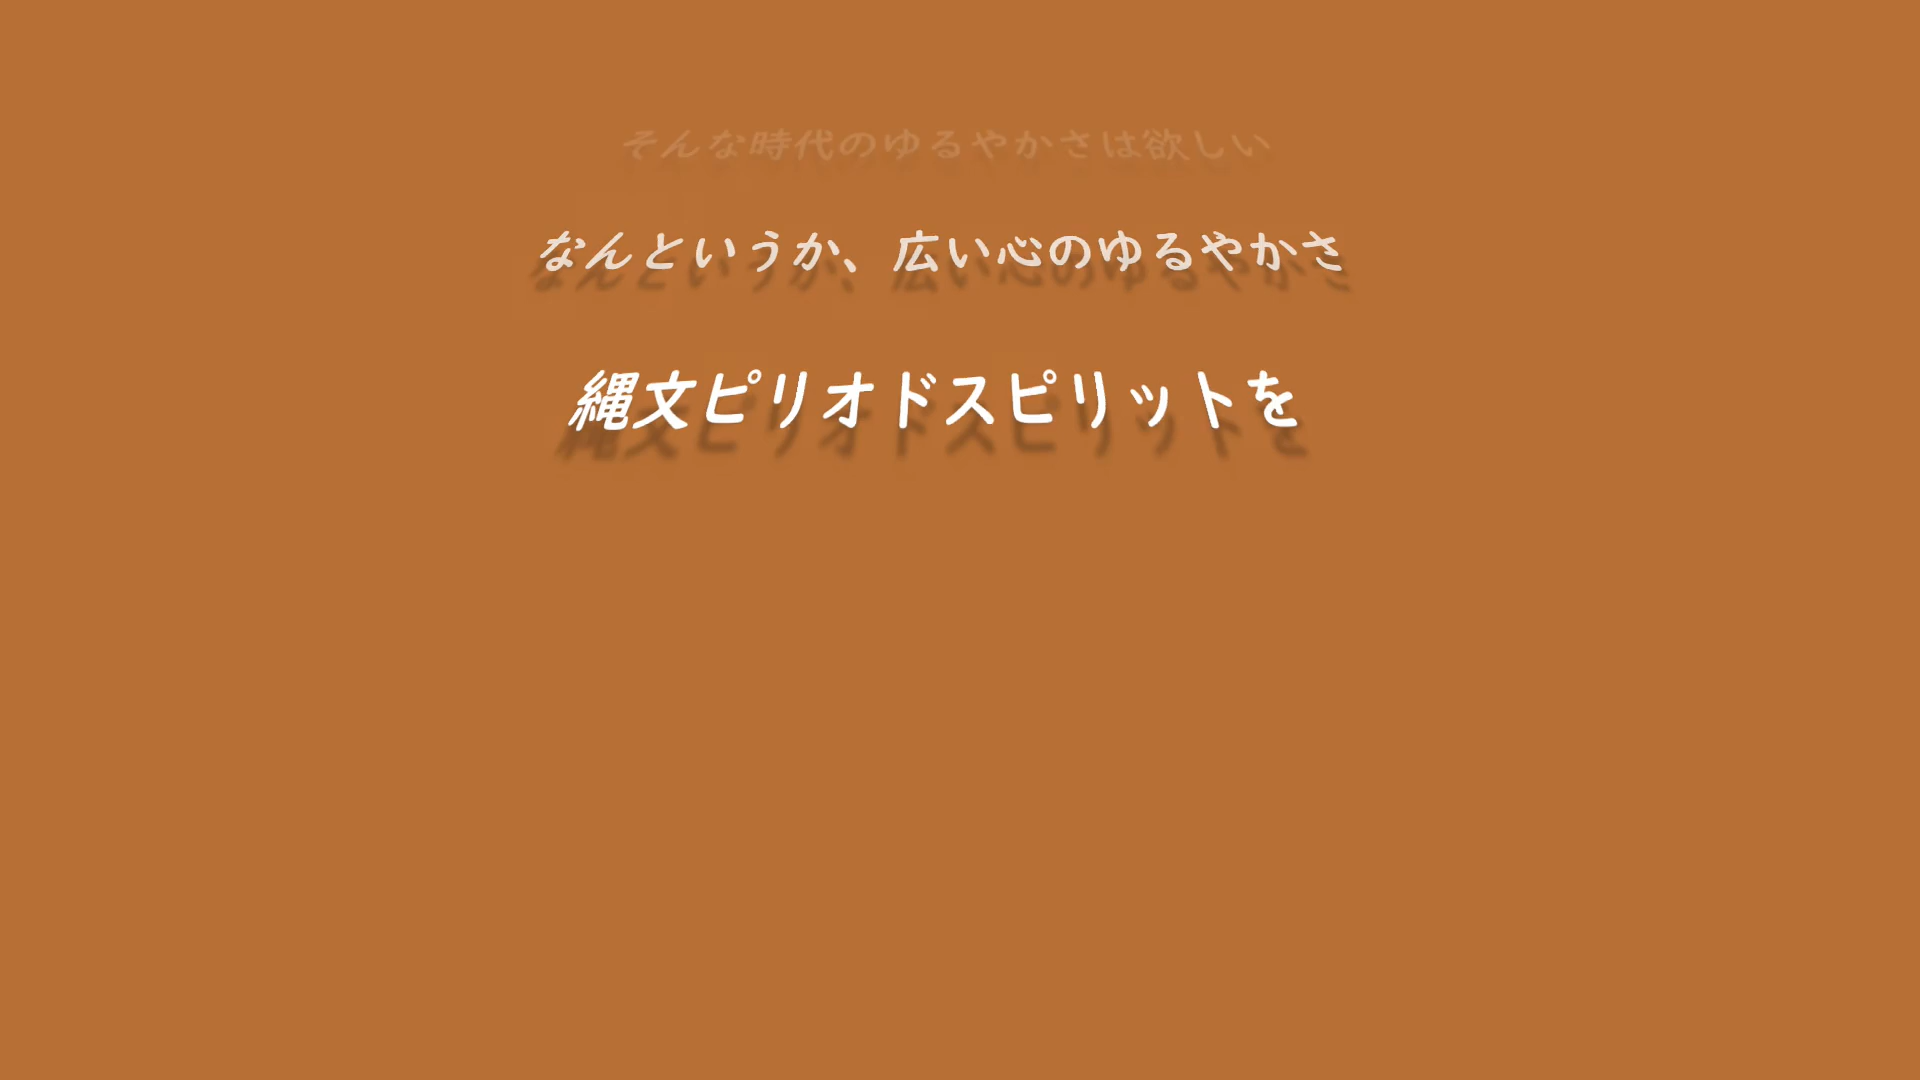 そんな時代のゆるやかさは欲しい
なんというか、広い心のゆるやかさ
縄文ピリオドスピリットを